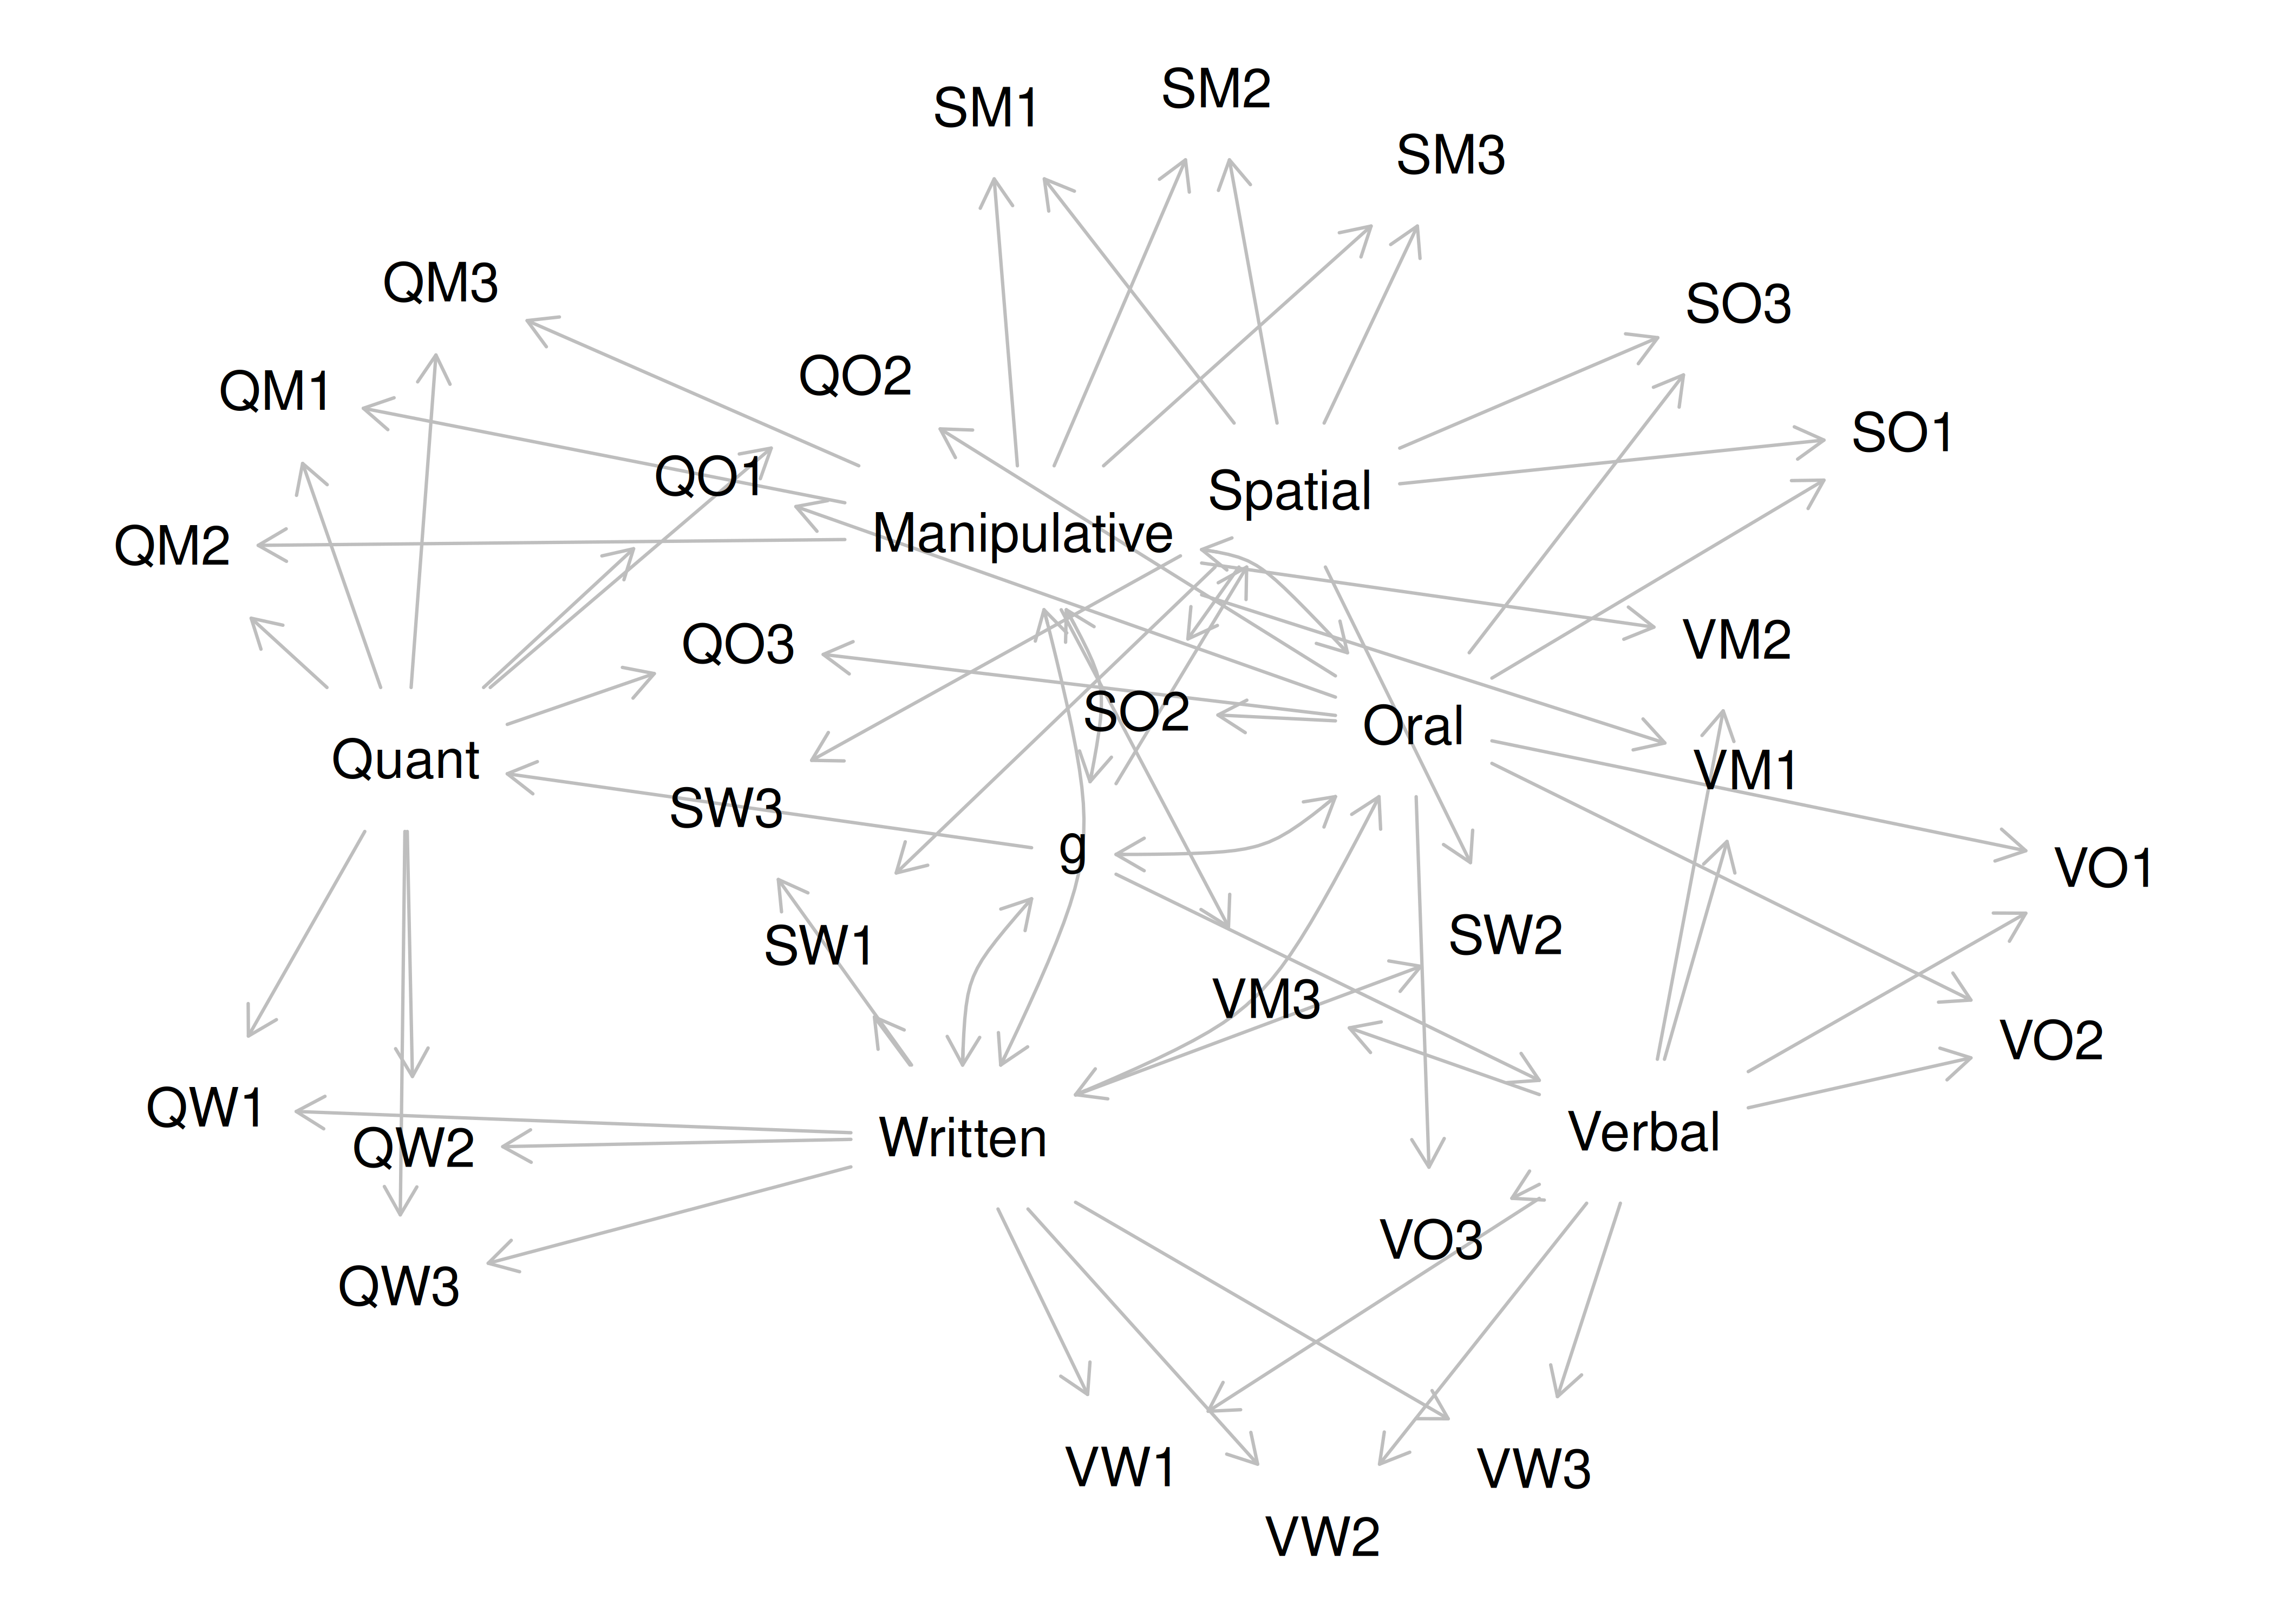 SM2
SM1
SM3
QM3
SO3
QO2
QM1
SO1
QO1
Spatial
Manipulative
QM2
VM2
QO3
SO2
Oral
Quant
VM1
SW3
g
VO1
SW2
SW1
VM3
VO2
QW1
Verbal
Written
QW2
VO3
QW3
VW1
VW3
VW2